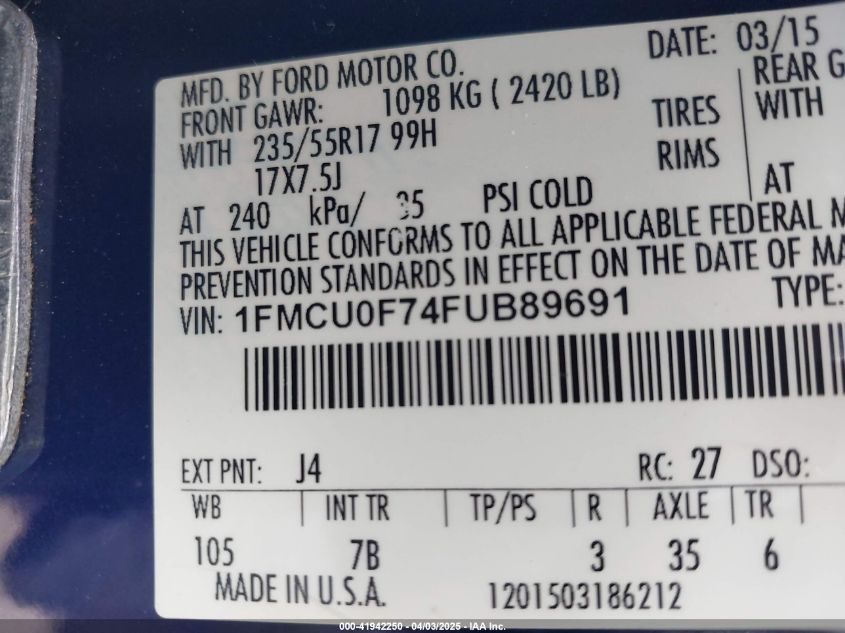 MFD. BY FORD MOTOR CO. DATE: 03/15
FRONT GAWR: 1098 KG ( 2420 LB) REAR G
WITH 235/55R17 99H TIRES WITH
17X7.5J RIMS
AT 240 kPa/ 35 PSI COLD AT
THIS VEHICLE CONFORMS TO ALL APPLICABLE FEDERAL M
PREVENTION STANDARDS IN EFFECT ON THE DATE OF MA
VIN: 1FMCU0F74FUB89691 TYPE:
EXT PNT: J4 RC: 27 DSO:
WB | INT TR | TP/PS | R | AXLE | TR |
105 7B 3 35 6
MADE IN U.S.A. 1201503186212
000-41942250 - 04/03/2025 - IAA Inc.